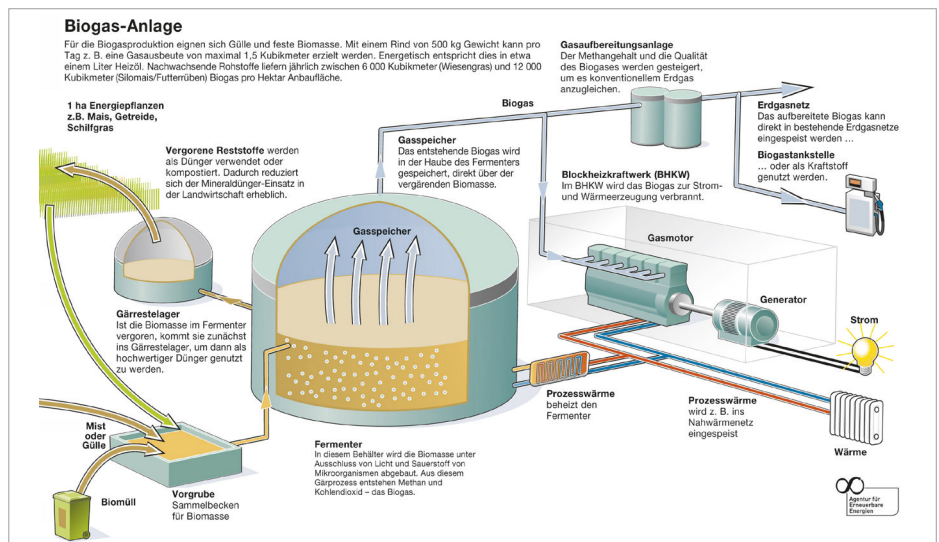 Biogas-Anlage
Für die Biogasproduktion eignen sich Gülle und feste Biomasse. Mit einem Rind von 500 kg Gewicht kann pro
Tag z. B. eine Gasausbeute von maximal 1,5 Kubikmeter erzielt werden. Energetisch entspricht dies in etwa
einem Liter Heizöl. Nachwachsende Rohstoffe liefern jährlich zwischen 6 000 Kubikmeter (Wiesengras) und 12 000
Kubikmeter (Silomais/Futterrüben) Biogas pro Hektar Anbaufläche.
1 ha Energiepflanzen
z.B. Mais, Getreide,
Schilfgras
Vergorene Reststoffe werden
als Dünger verwendet oder
kompostiert. Dadurch reduziert
sich der Mineraldünger-Einsatz in
der Landwirtschaft erheblich.
Gasspeicher
Das entstehende Biogas wird
in der Haube des Fermenters
gespeichert, direkt über der
vergärenden Biomasse.
Biogas
Gasaufbereitungsanlage
Der Methangehalt und die Qualität
des Biogases werden gesteigert,
um es konventionellem Erdgas
anzugleichen.
Erdgasnetz
Das aufbereitete Biogas kann
direkt in bestehende Erdgasnetze
eingespeist werden ...
Biogastankstelle
... oder als Kraftstoff
genutzt werden.
Blockheizkraftwerk (BHKW)
Im BHKW wird das Biogas zur Strom-
und Wärmeerzeugung verbrannt.
Gasspeicher
Gasmotor
Generator
Strom
Gärrestelager
Ist die Biomasse im Fermenter
vergoren, kommt sie zunächst
ins Gärrestelager, um dann als
hochwertiger Dünger genutzt
zu werden.
Prozesswärme
beheizt den
Fermenter
Prozesswärme
wird z. B. ins
Nahwärmenetz
eingespeist
Wärme
Mist
oder
Gülle
Fermenter
In diesem Behälter wird die Biomasse unter
Ausschluss von Licht und Sauerstoff von
Mikroorganismen abgebaut. Aus diesem
Gärprozess entstehen Methan und
Kohlendioxid – das Biogas.
Biomüll
Vorgrube
Sammelbecken
für Biomasse
Agentur für
Erneuerbare
Energien